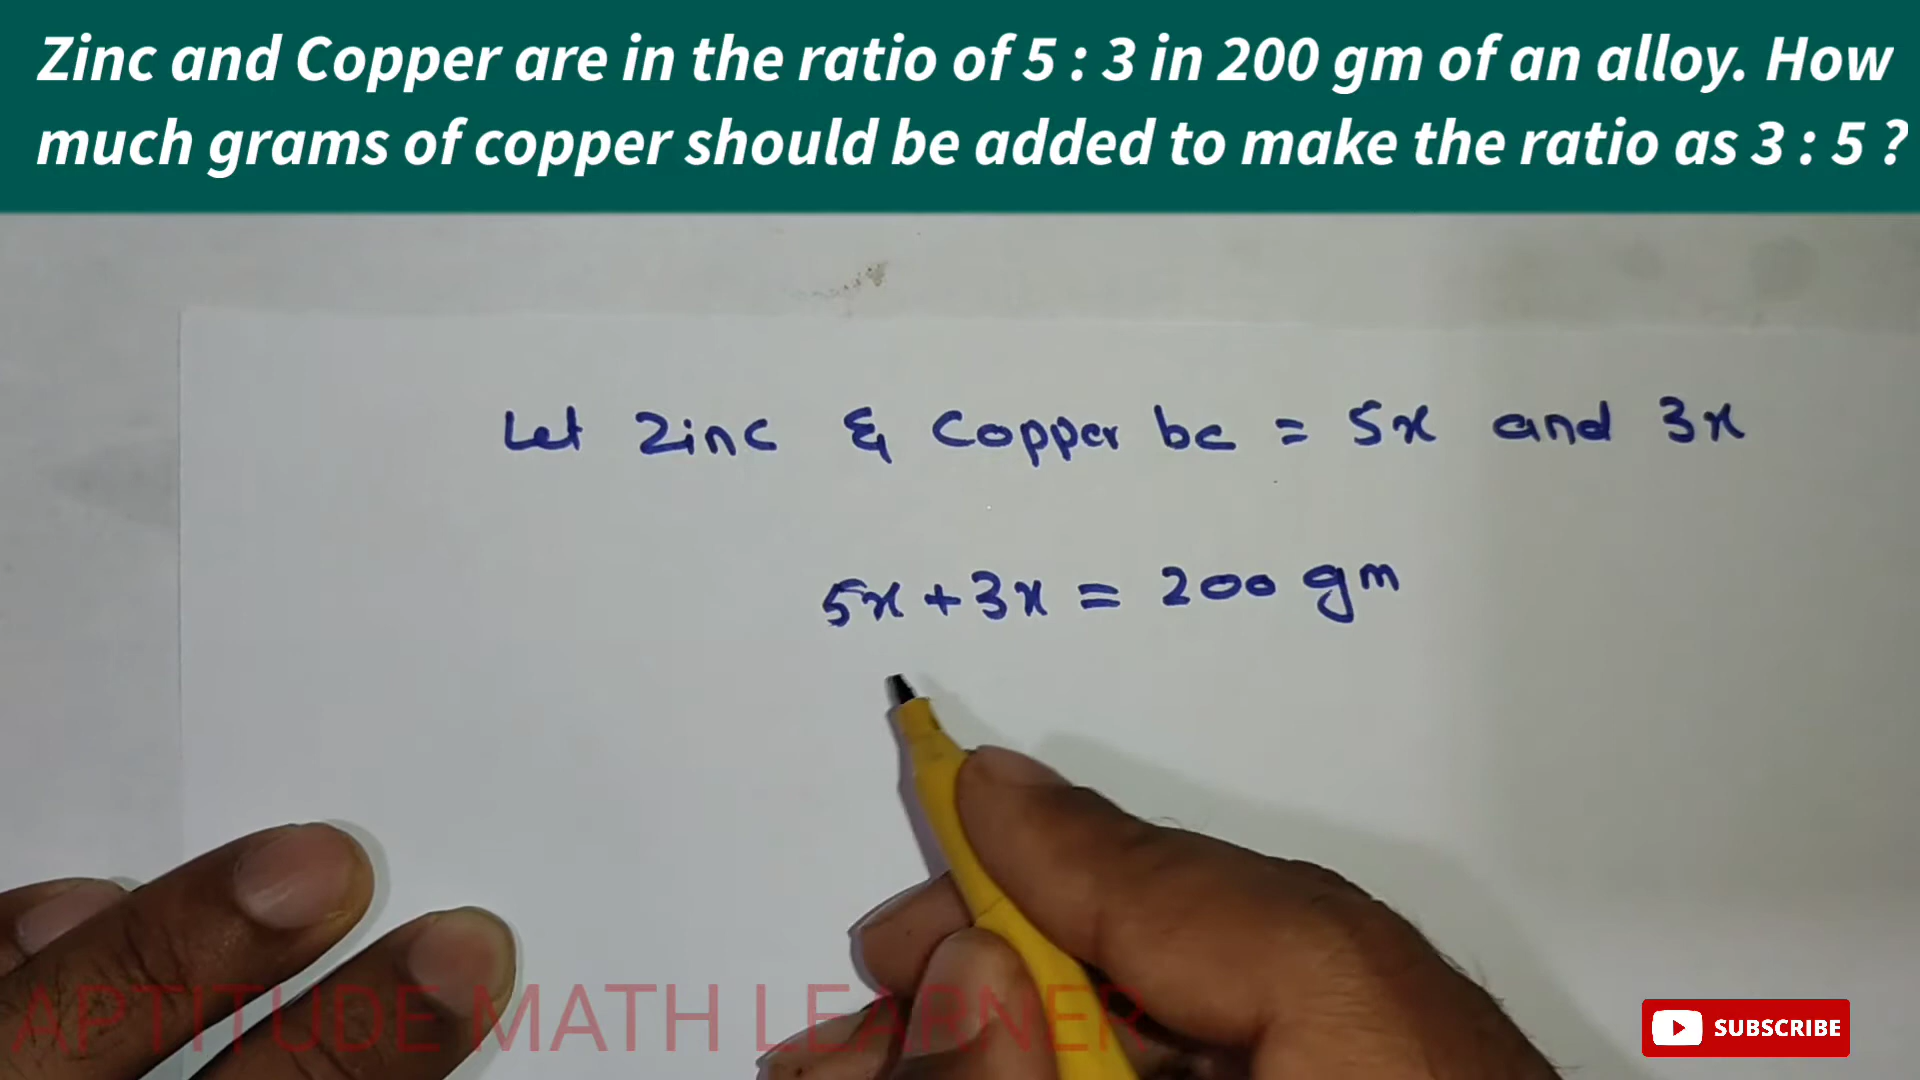 Zinc and Copper are in the ratio of 5 : 3 in 200 gm of an alloy. How
much grams of copper should be added to make the ratio as 3 : 5 ?
Let Zinc & Copper be = 5x and 3x
5x + 3x = 200 gm
APTITUDE MATH LEARNER
SUBSCRIBE